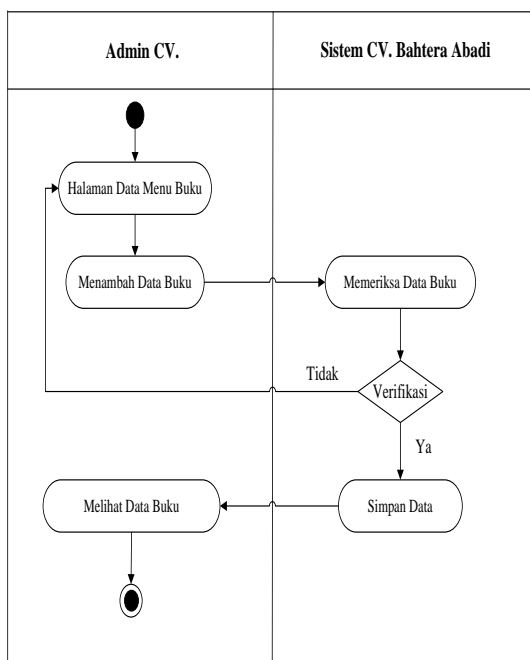 Admin CV.
Sistem CV. Bahtera Abadi
Halaman Data Menu Buku
Menambah Data Buku
Memeriksa Data Buku
Tidak
Verifikasi
Ya
Melihat Data Buku
Simpan Data